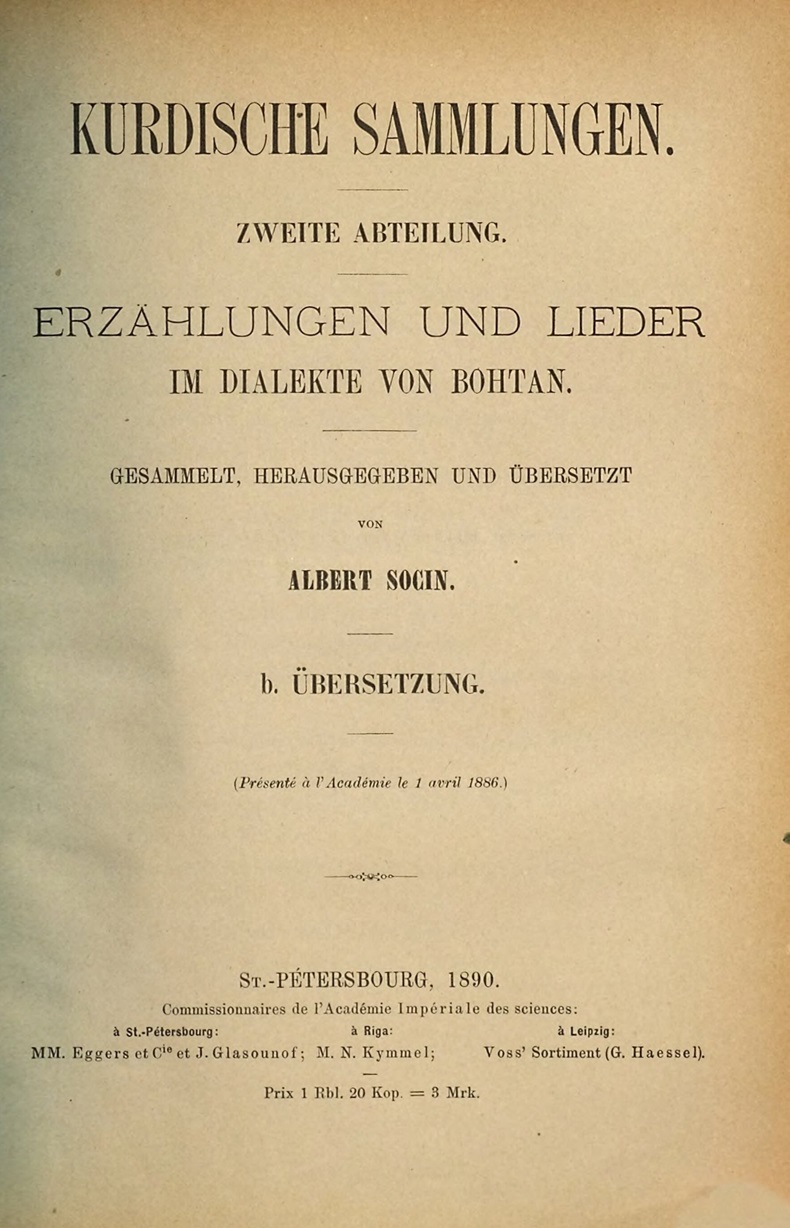 KURDISCHE SAMMLUNGEN.
ZWEITE ABTEILUNG.
ERZÄHLUNGEN UND LIEDER
IM DIALEKTE VON BOHTAN.
GESAMMELT, HERAUSGEGEBEN UND ÜBERSETZT
VON
ALBERT SOCIN.
b. ÜBERSETZUNG.
(Présenté à l'Académie le 1 avril 1886.)
ST.-PÉTERSBOURG, 1890.
Commissionnaires de l'Académie Impériale des sciences:
à St.-Pétersbourg: à Riga: à Leipzig:
MM. Eggers et Cie et J. Glasounof; M. N. Kymmel; Voss' Sortiment (G. Haessel).
Prix 1 Rbl. 20 Kop. = 3 Mrk.